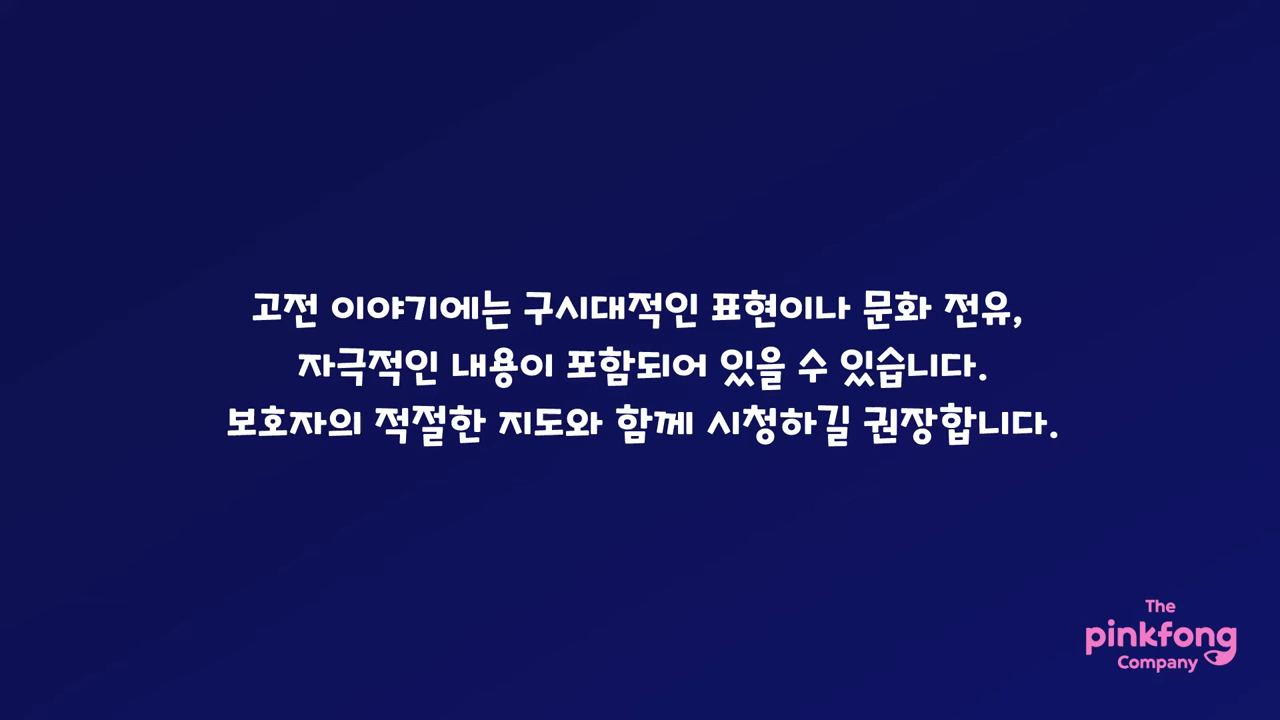 고전 이야기에는 구시대적인 표현이나 문화 전유,
자극적인 내용이 포함되어 있을 수 있습니다.
보호자의 적절한 지도와 함께 시청하길 권장합니다.
The
pinkfong
Company